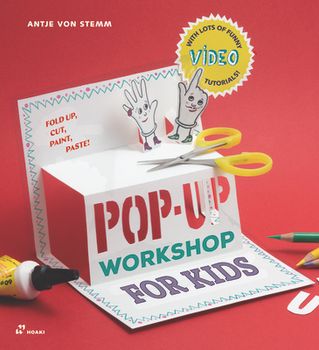 ANTJE VON STEMM
WITH LOTS OF FUNNY
VIDEO
TUTORIALS!
FOLD UP,
CUT,
PAINT,
PASTE!
POP-UP
WORKSHOP
FOR KIDS
HOAKI